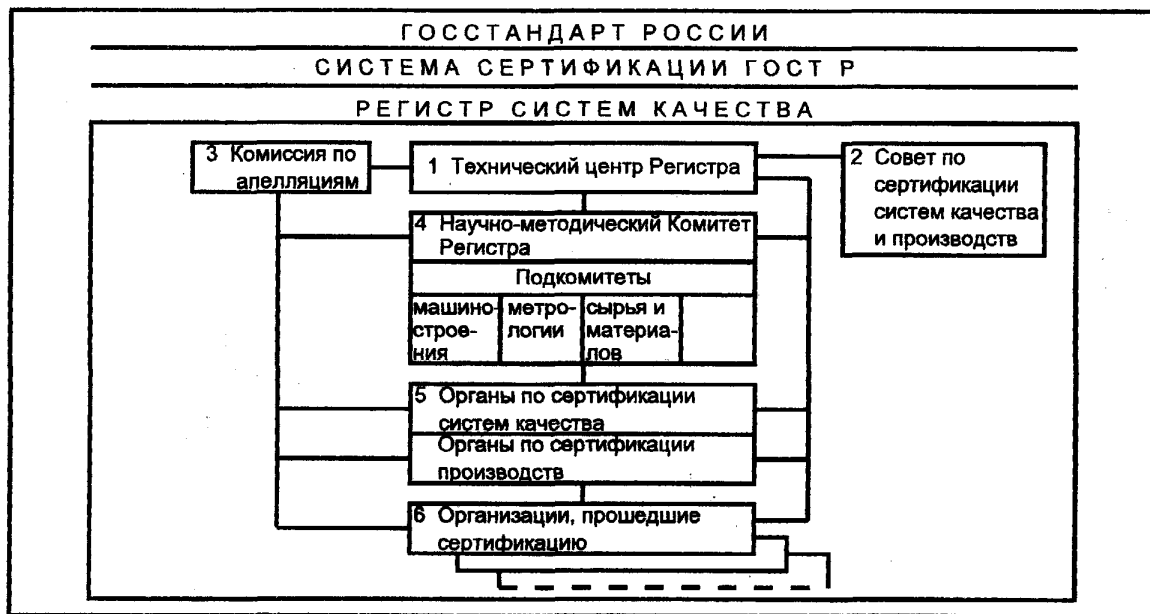 ГОССТАНДАРТ РОССИИ
СИСТЕМА СЕРТИФИКАЦИИ ГОСТ Р
РЕГИСТР СИСТЕМ КАЧЕСТВА
3 Комиссия по
апелляциям
1 Технический центр Регистра
2 Совет по
сертификации
систем качества
и производств
4 Научно-методический Комитет
Регистра
Подкомитеты
машино-
строе-
ния
метро-
логии
сырья и
материа-
лов
5 Органы по сертификации
систем качества
Органы по сертификации
производств
6 Организации, прошедшие
сертификацию